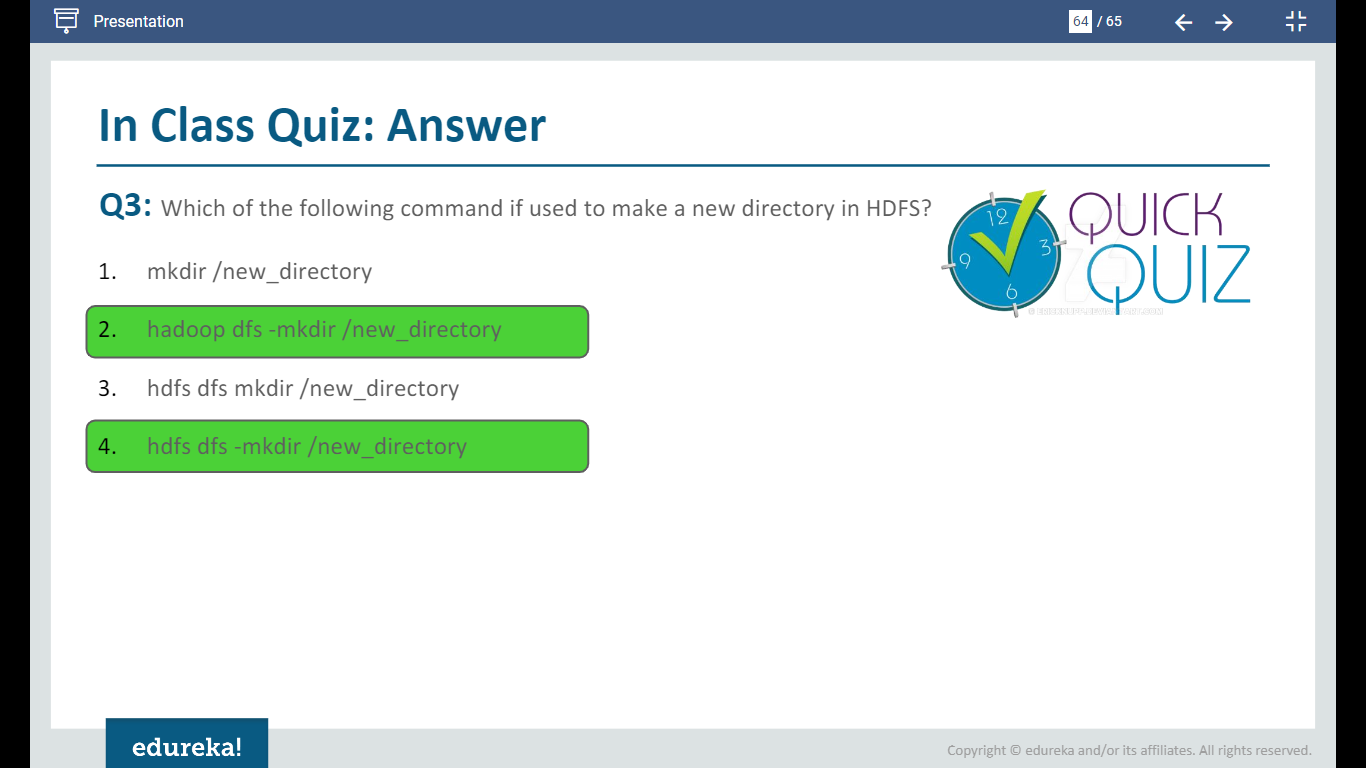 Presentation
64 / 65
In Class Quiz: Answer
Q3: Which of the following command if used to make a new directory in HDFS?
1. mkdir /new_directory
2. hadoop dfs -mkdir /new_directory
3. hdfs dfs mkdir /new_directory
4. hdfs dfs -mkdir /new_directory
12
3
6
9
QUICK
QUIZ
edureka!
Copyright © edureka and/or its affiliates. All rights reserved.